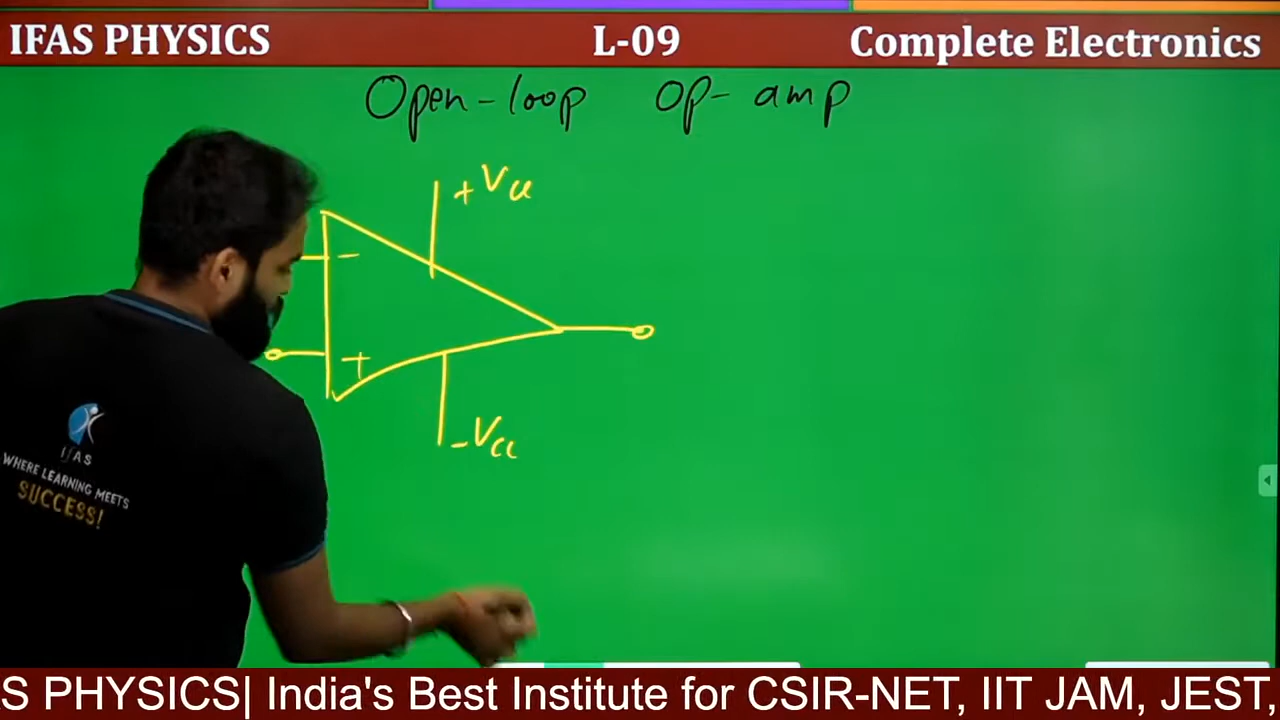 IFAS PHYSICS L-09 Complete Electronics
Open-loop Op-amp
+Vcc
-
+
-Vcc
IFAS
WHERE LEARNING MEETS
SUCCESS!
S PHYSICS| India's Best Institute for CSIR-NET, IIT JAM, JEST,